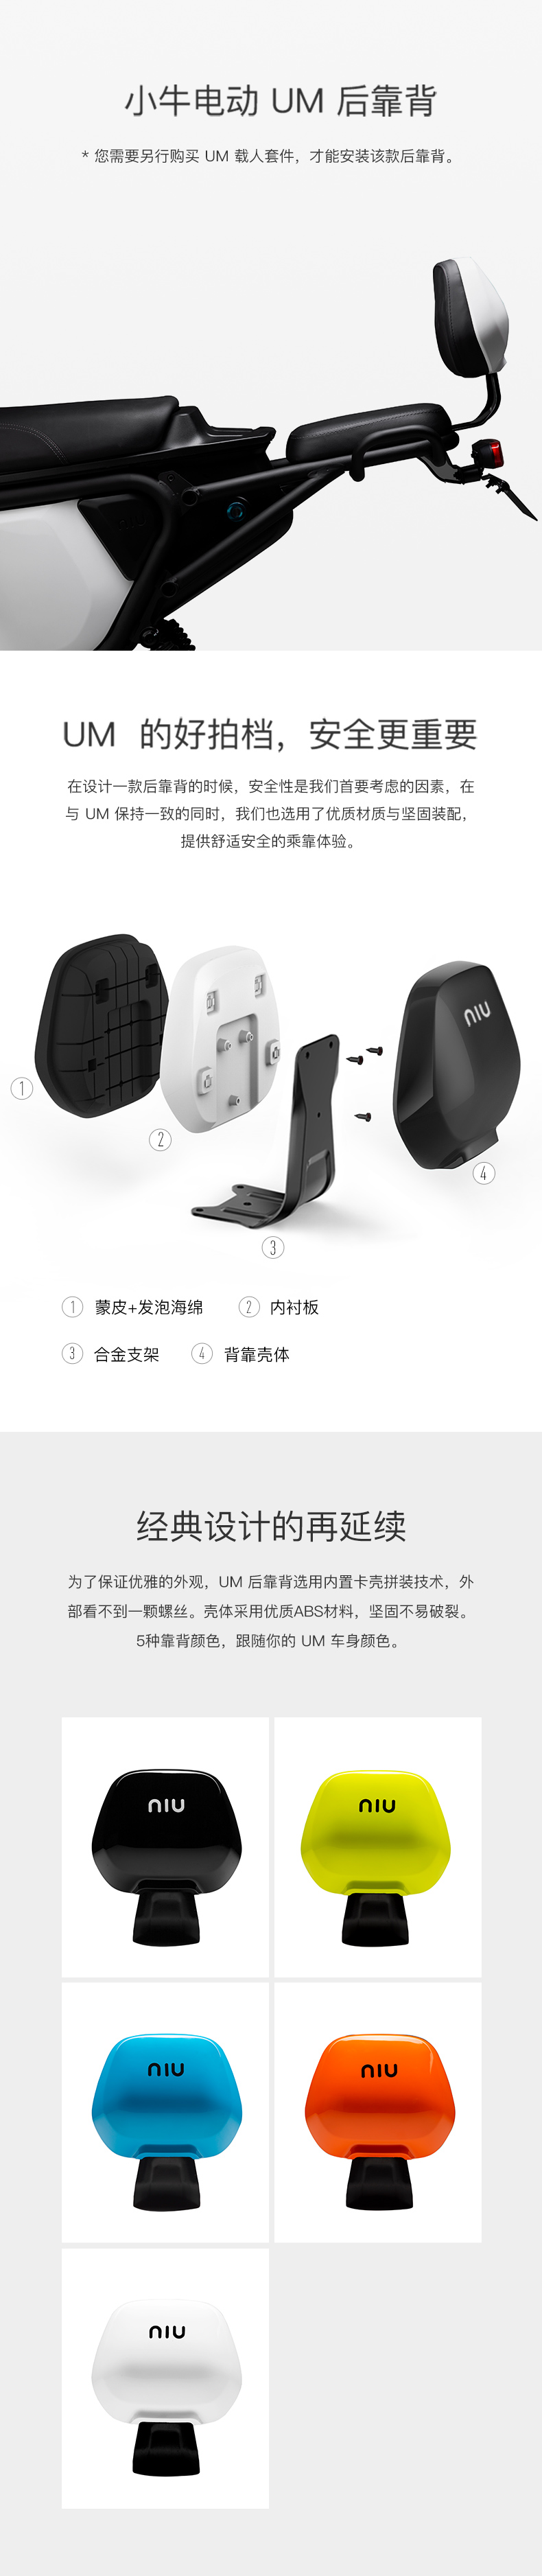 小牛电动 UM 后靠背
* 您需要另行购买 UM 载人套件，才能安装该款后靠背。
UM 的好拍档，安全更重要
在设计一款后靠背的时候，安全性是我们首要考虑的因素，在
与 UM 保持一致的同时，我们也选用了优质材质与坚固装配，
提供舒适安全的乘靠体验。
niu
1
2
4
3
1 蒙皮+发泡海绵 2 内衬板
3 合金支架 4 背靠壳体
经典设计的再延续
为了保证优雅的外观，UM 后靠背选用内置卡壳拼装技术，外
部看不到一颗螺丝。壳体采用优质ABS材料，坚固不易破裂。
5种靠背颜色，跟随你的 UM 车身颜色。
niu
niu
niu
niu
niu